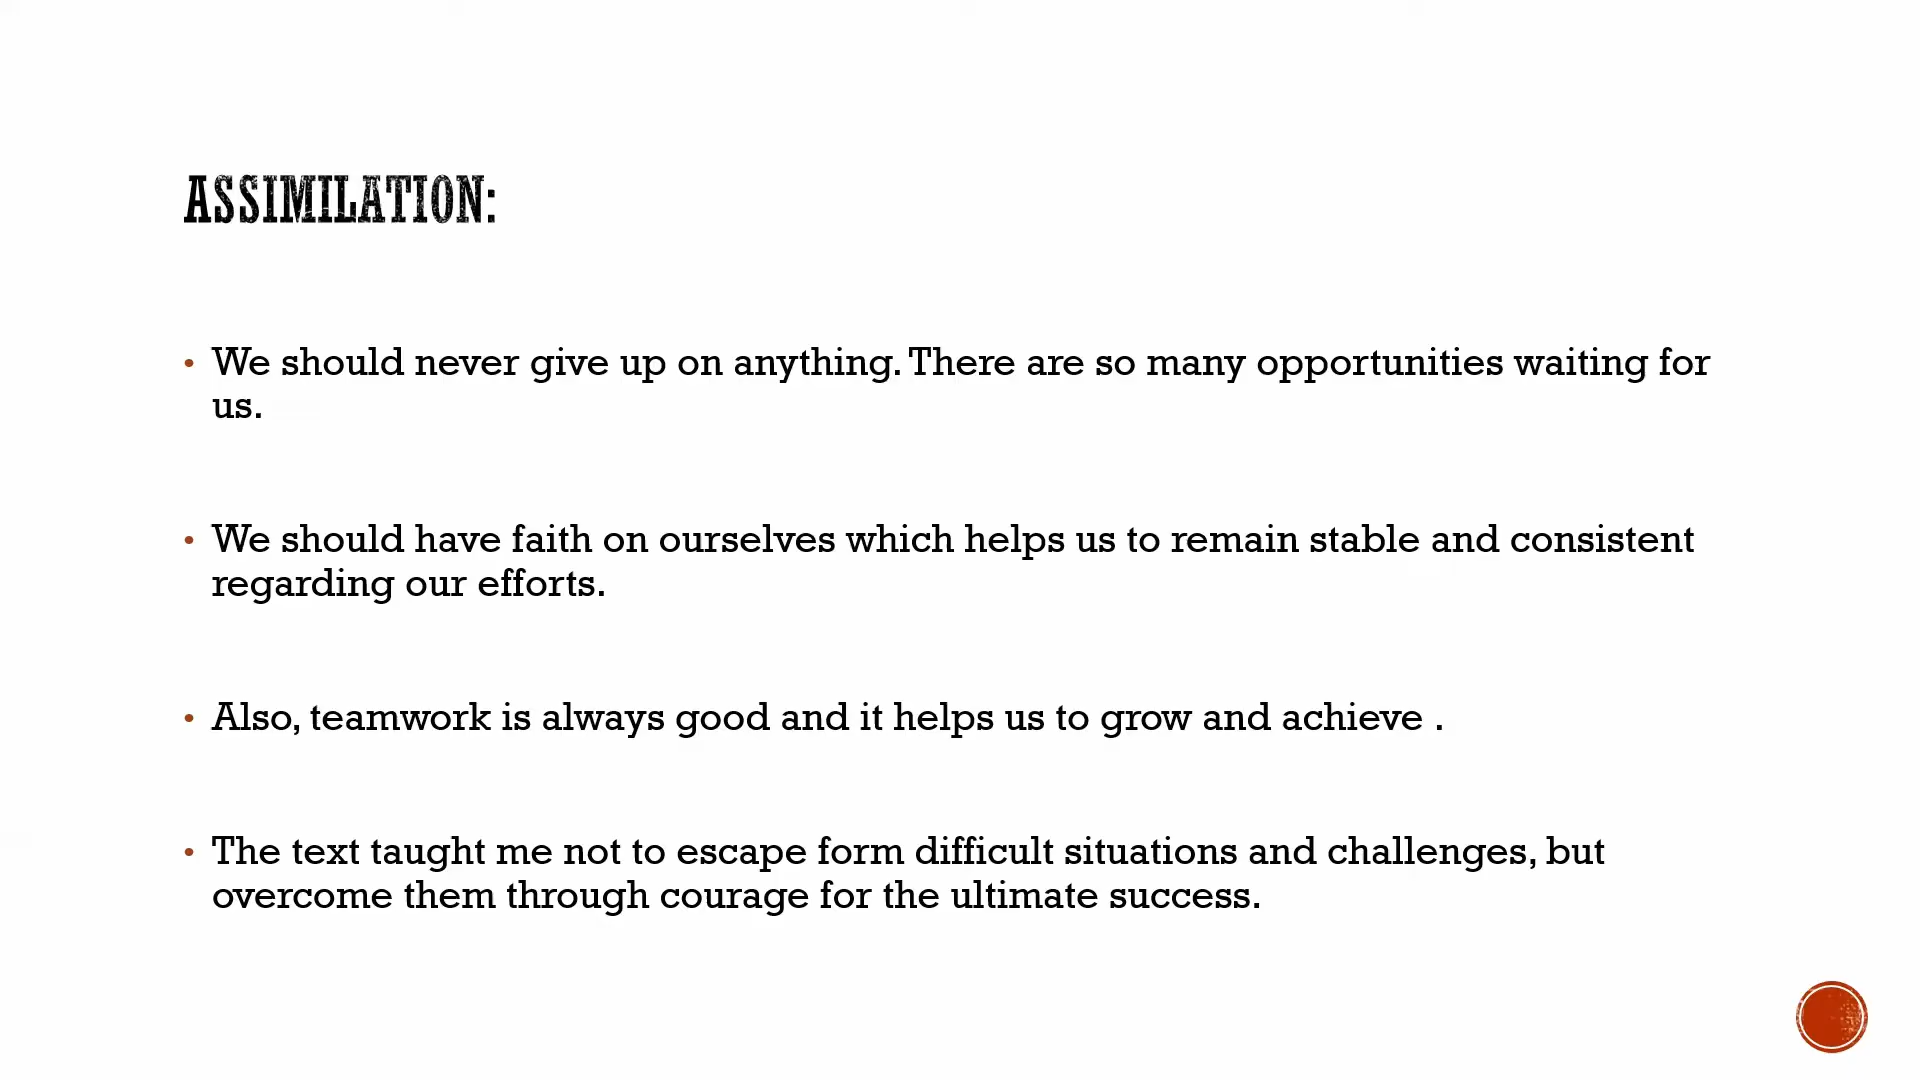 ASSIMILATION:
• We should never give up on anything. There are so many opportunities waiting for
us.
• We should have faith on ourselves which helps us to remain stable and consistent
regarding our efforts.
• Also, teamwork is always good and it helps us to grow and achieve .
• The text taught me not to escape form difficult situations and challenges, but
overcome them through courage for the ultimate success.